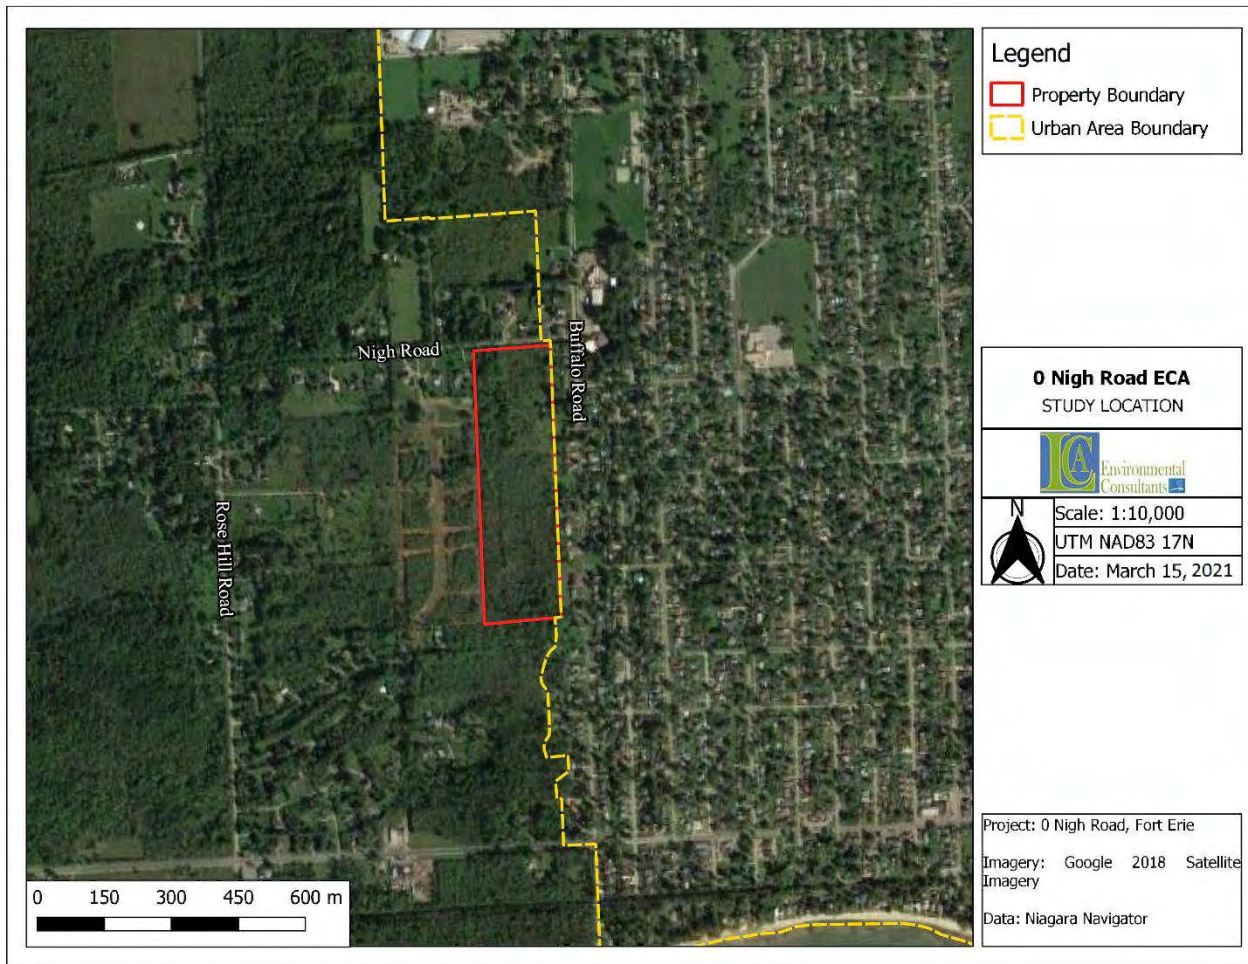 Legend
Property Boundary
Urban Area Boundary
Nigh Road
Buffalo Road
Rose Hill Road
0 Nigh Road ECA
STUDY LOCATION
LCA
Environmental
Consultants
N
Scale: 1:10,000
UTM NAD83 17N
Date: March 15, 2021
Project: 0 Nigh Road, Fort Erie
Imagery: Google 2018 Satellite
Imagery
Data: Niagara Navigator
0 150 300 450 600 m